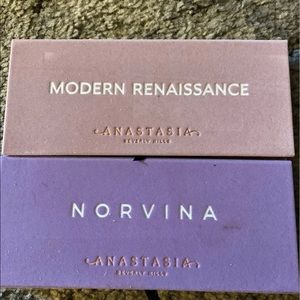 MODERN RENAISSANCE
ANASTASIA
BEVERLY HILLS
NORVINA
ANASTASIA
BEVERLY HILLS